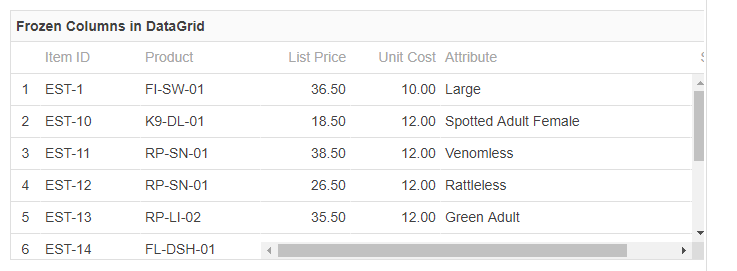 Frozen Columns in DataGrid
Item ID Product List Price Unit Cost Attribute
1 EST-1 FI-SW-01 36.50 10.00 Large
2 EST-10 K9-DL-01 18.50 12.00 Spotted Adult Female
3 EST-11 RP-SN-01 38.50 12.00 Venomless
4 EST-12 RP-SN-01 26.50 12.00 Rattleless
5 EST-13 RP-LI-02 35.50 12.00 Green Adult
6 EST-14 FL-DSH-01